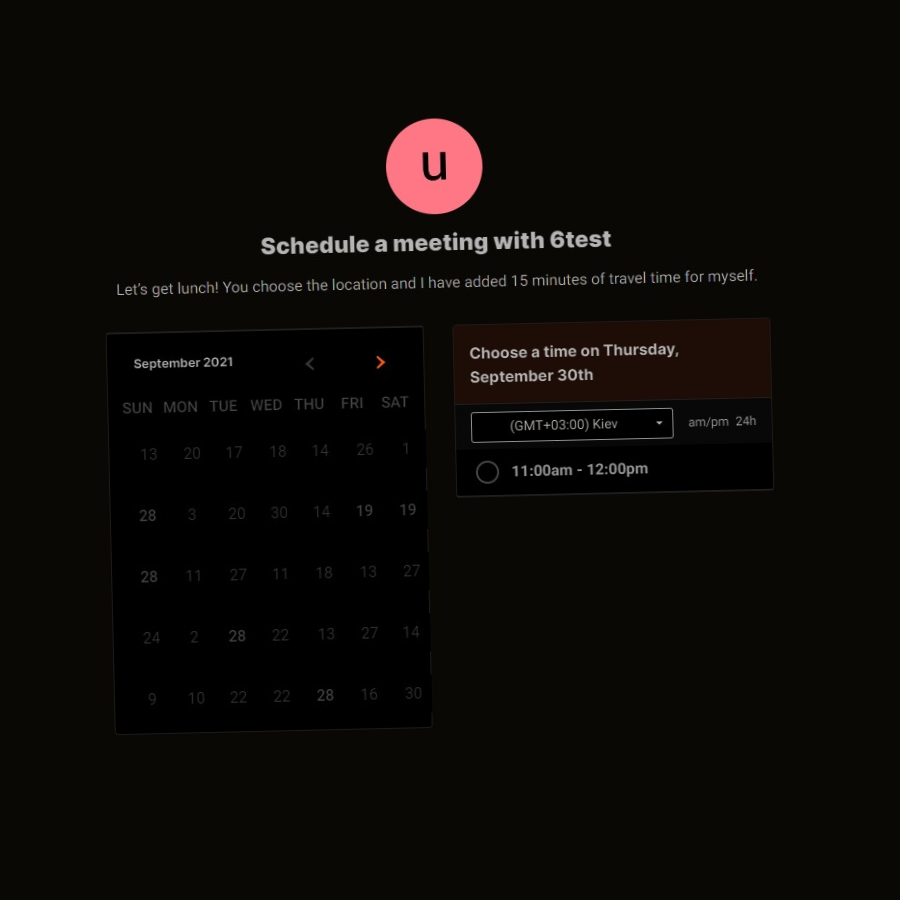 u
Schedule a meeting with 6test
Let's get lunch! You choose the location and I have added 15 minutes of travel time for myself.
September 2021
SUN MON TUE WED THU FRI SAT
13 20 17 18 14 26 1
28 3 20 30 14 19 19
28 11 27 11 18 13 27
24 2 28 22 13 27 14
9 10 22 22 28 16 30
Choose a time on Thursday,
September 30th
(GMT+03:00) Kiev am/pm 24h
11:00am - 12:00pm